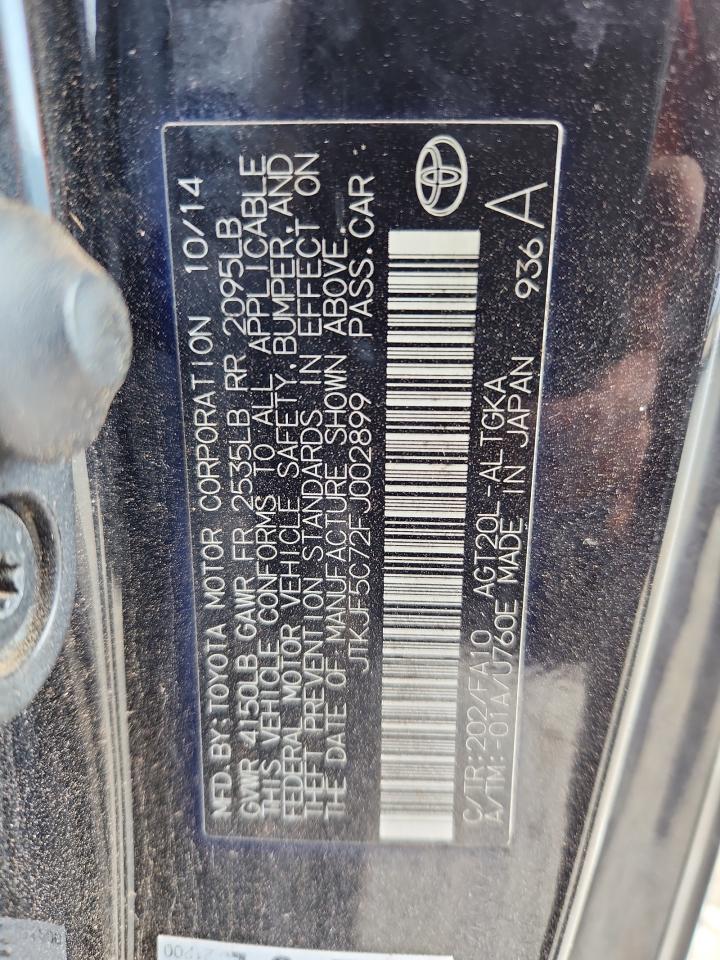 MFD.BY:TOYOTA MOTOR CORPORATION 10/14
GVWR 4150LB GAWR FR 2535LB RR 2095LB
THIS VEHICLE CONFORMS TO ALL APPLICABLE
FEDERAL MOTOR VEHICLE SAFETY,BUMPER,AND
THEFT PREVENTION STANDARDS IN EFFECT ON
THE DATE OF MANUFACTURE SHOWN ABOVE.
JTKJF5C72FJ002899 PASS.CAR
C/TR:202/FA10 AGT20L-ALTGKA
A/TM:-01A/U760E MADE IN JAPAN 936 A